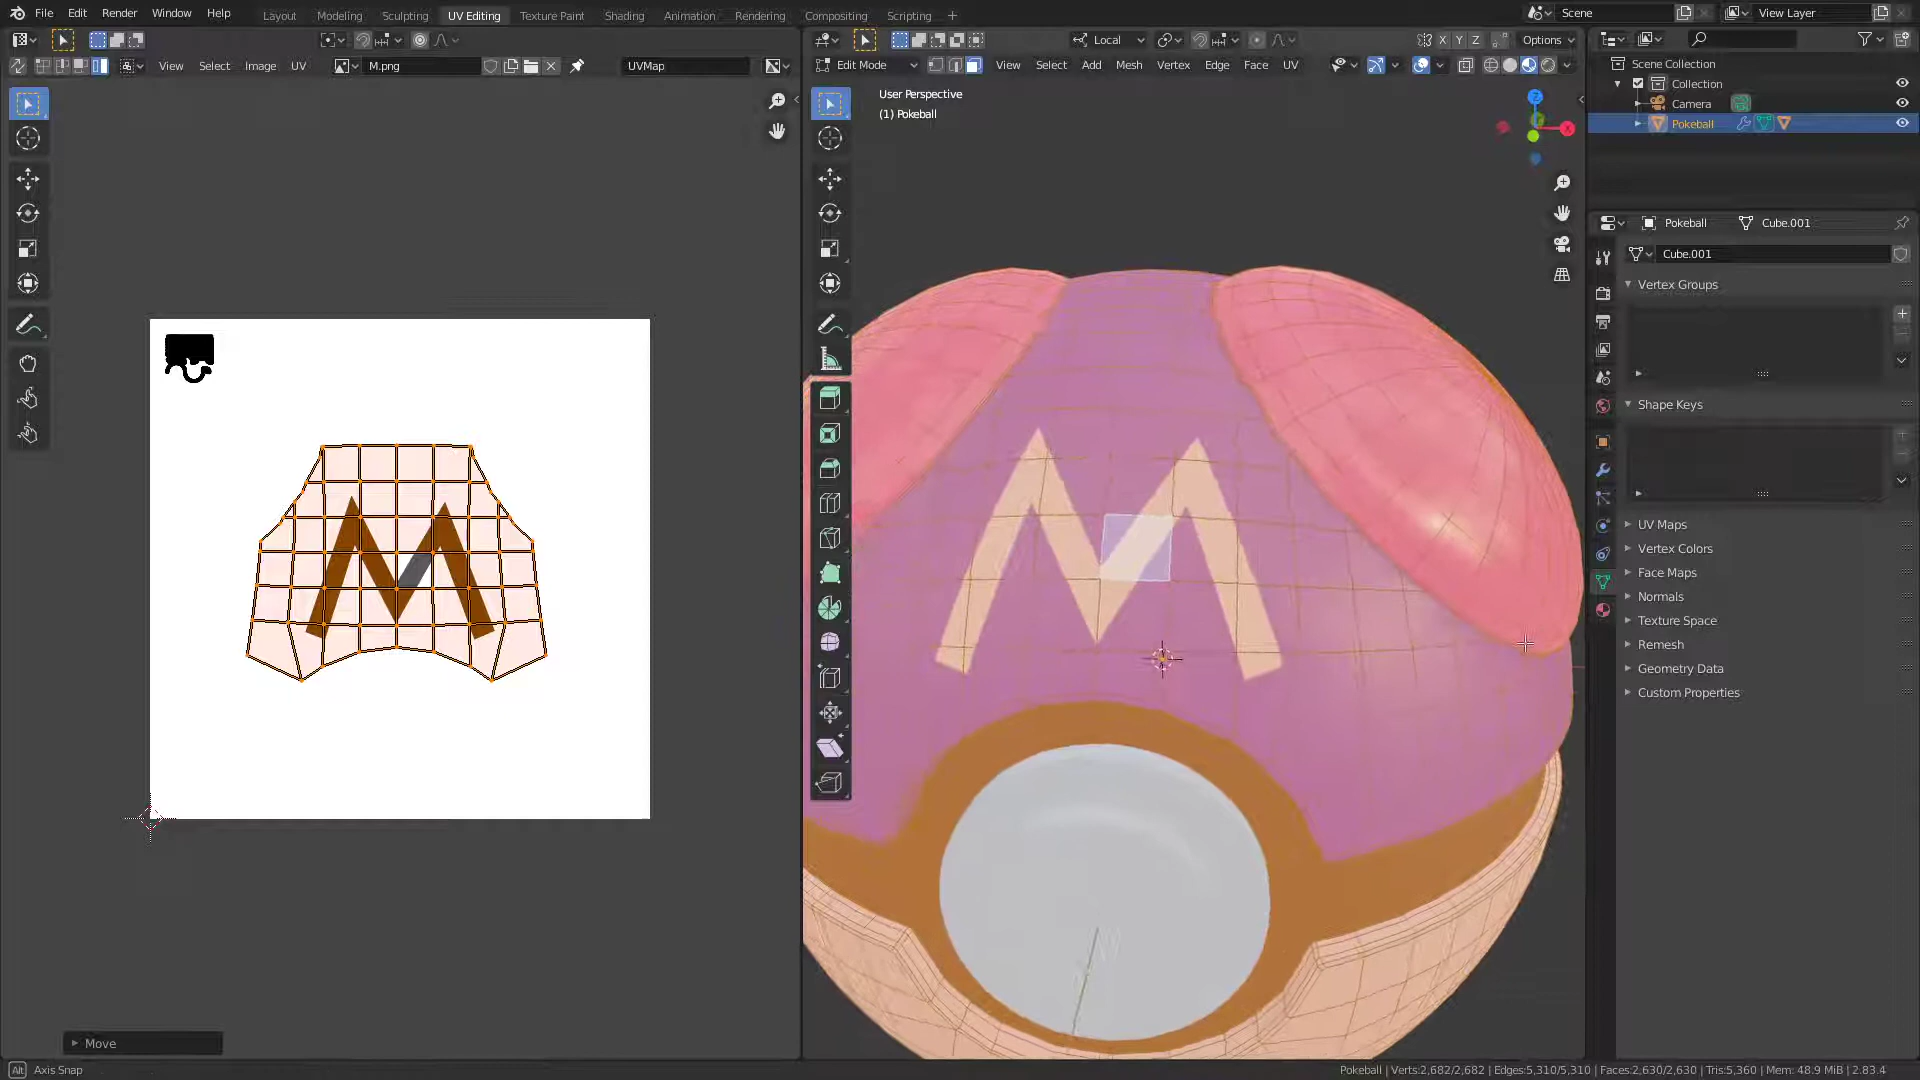 File Edit Render Window Help
Layout Modeling Sculpting UV Editing Texture Paint Shading Animation Rendering Compositing Scripting +
Scene
View Layer
View Select Image UV
M.png
UVMap
Local
X Y Z
Options
Edit Mode
View Select Add Mesh Vertex Edge Face UV
User Perspective
(1) Pokeball
Z
X
M
M
Scene Collection
Collection
Camera
Pokeball
Pokeball
Cube.001
Cube.001
Vertex Groups
Shape Keys
UV Maps
Vertex Colors
Face Maps
Normals
Texture Space
Remesh
Geometry Data
Custom Properties
Move
Alt Axis Snap
Pokeball | Verts:2,682/2,682 | Edges:5,310/5,310 | Faces:2,630/2,630 | Tris:5,360 | Mem: 48.9 MiB | 2.83.4